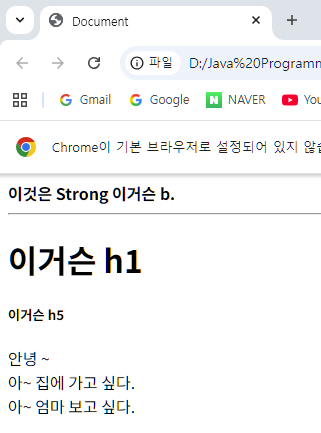 Document
파일
D:/Java%20Programn
Gmail
Google
NAVER
You
Chrome이 기본 브라우저로 설정되어 있지 않
이것은 Strong 이거슨 b.
이거슨 h1
이거슨 h5
안녕 ~
아~ 집에 가고 싶다.
아~ 엄마 보고 싶다.